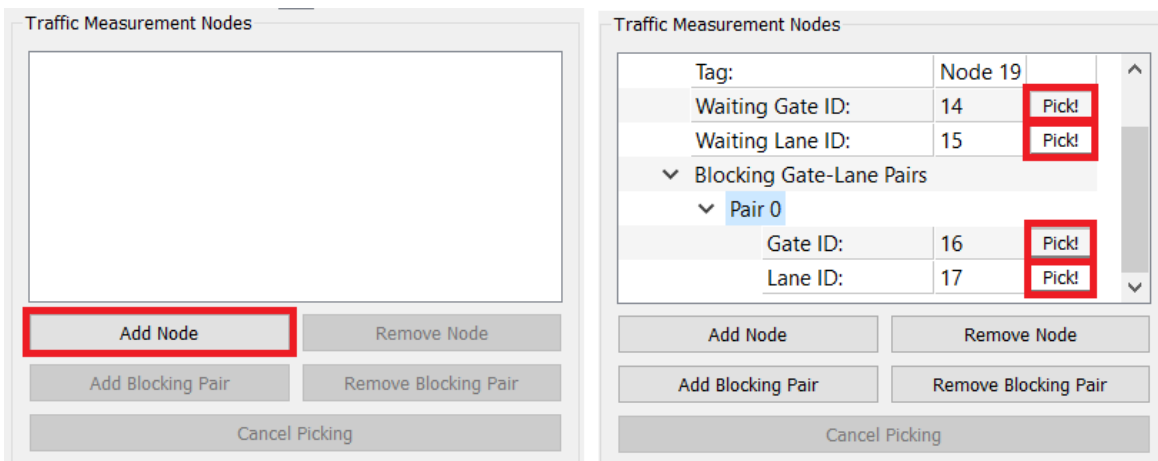 Traffic Measurement Nodes
Add Node Remove Node
Add Blocking Pair Remove Blocking Pair
Cancel Picking
Traffic Measurement Nodes
Tag: Node 19
Waiting Gate ID: 14 Pick!
Waiting Lane ID: 15 Pick!
Blocking Gate-Lane Pairs
Pair 0
Gate ID: 16 Pick!
Lane ID: 17 Pick!
Add Node Remove Node
Add Blocking Pair Remove Blocking Pair
Cancel Picking